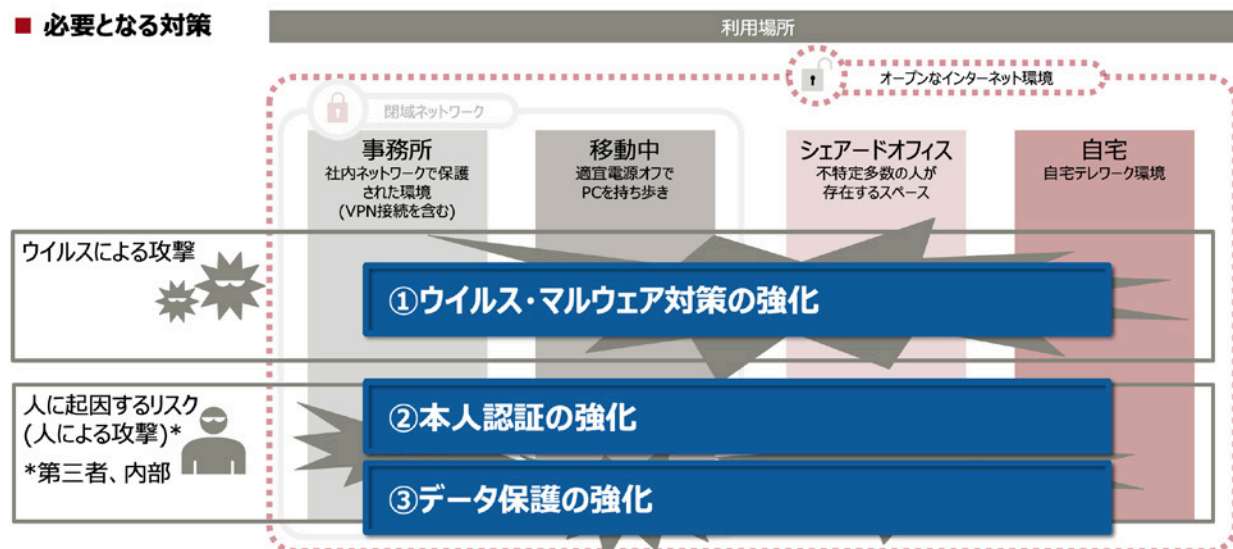 ■ 必要となる対策
利用場所
オープンなインターネット環境
閉域ネットワーク
事務所
社内ネットワークで保護
された環境
(VPN接続を含む)
移動中
適宜電源オフで
PCを持ち歩き
シェアードオフィス
不特定多数の人が
存在するスペース
自宅
自宅テレワーク環境
ウイルスによる攻撃
①ウイルス・マルウェア対策の強化
人に起因するリスク
(人による攻撃)*
*第三者、内部
②本人認証の強化
③データ保護の強化